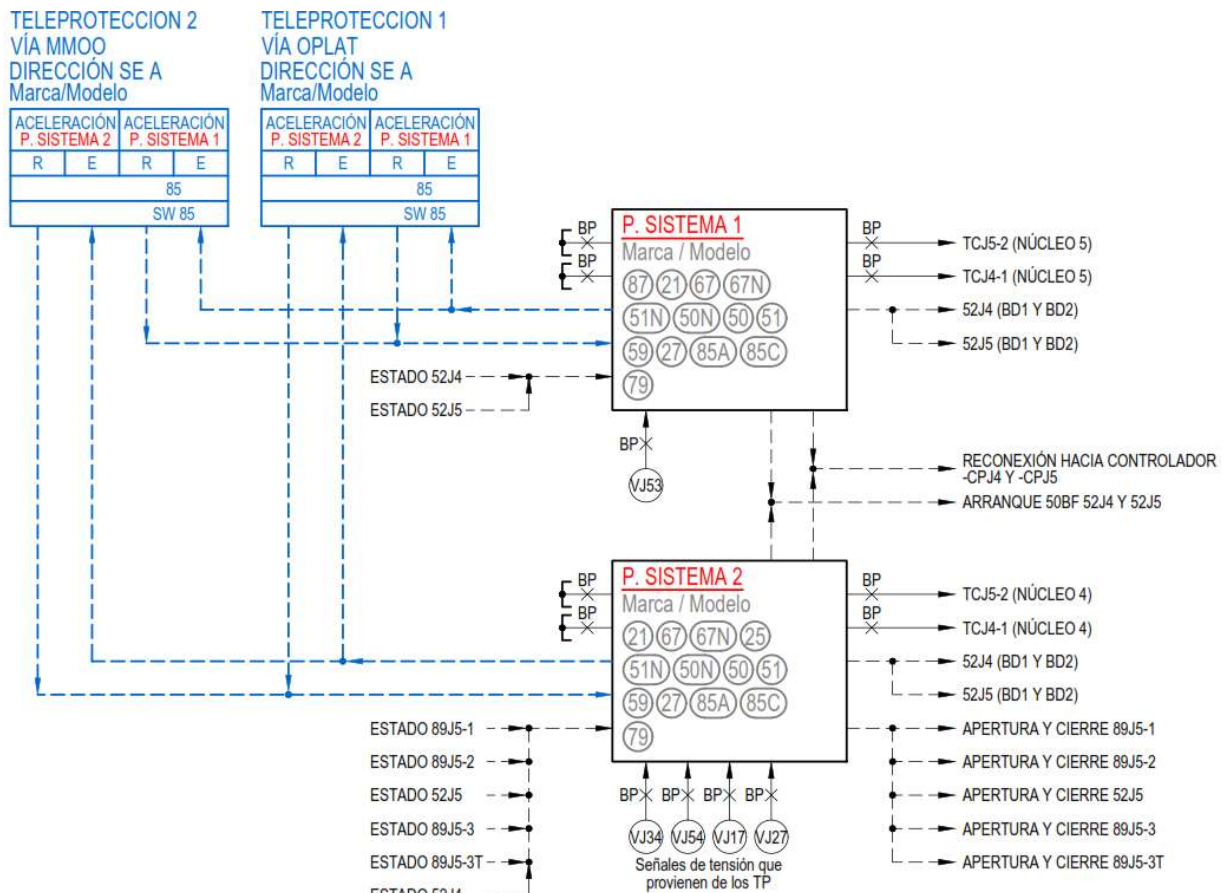 TELEPROTECCION 2
VÍA MMOO
DIRECCIÓN SE A
Marca/Modelo
ACELERACIÓN P. SISTEMA 2
ACELERACIÓN P. SISTEMA 1
R E R E
85
SW 85
TELEPROTECCION 1
VÍA OPLAT
DIRECCIÓN SE A
Marca/Modelo
ACELERACIÓN P. SISTEMA 2
ACELERACIÓN P. SISTEMA 1
R E R E
85
SW 85
BP
BP
P. SISTEMA 1
Marca / Modelo
87 21 67 67N
51N 50N 50 51
59 27 85A 85C
79
BP
BP
TCJ5-2 (NÚCLEO 5)
TCJ4-1 (NÚCLEO 5)
52J4 (BD1 Y BD2)
52J5 (BD1 Y BD2)
ESTADO 52J4
ESTADO 52J5
BP
VJ53
RECONEXIÓN HACIA CONTROLADOR
-CPJ4 Y -CPJ5
ARRANQUE 50BF 52J4 Y 52J5
BP
BP
P. SISTEMA 2
Marca / Modelo
21 67 67N 25
51N 50N 50 51
59 27 85A 85C
79
BP
BP
TCJ5-2 (NÚCLEO 4)
TCJ4-1 (NÚCLEO 4)
52J4 (BD1 Y BD2)
52J5 (BD1 Y BD2)
ESTADO 89J5-1
ESTADO 89J5-2
ESTADO 52J5
ESTADO 89J5-3
ESTADO 89J5-3T
ESTADO 52J4
BP BP BP BP
VJ34 VJ54 VJ17 VJ27
Señales de tensión que
provienen de los TP
APERTURA Y CIERRE 89J5-1
APERTURA Y CIERRE 89J5-2
APERTURA Y CIERRE 52J5
APERTURA Y CIERRE 89J5-3
APERTURA Y CIERRE 89J5-3T